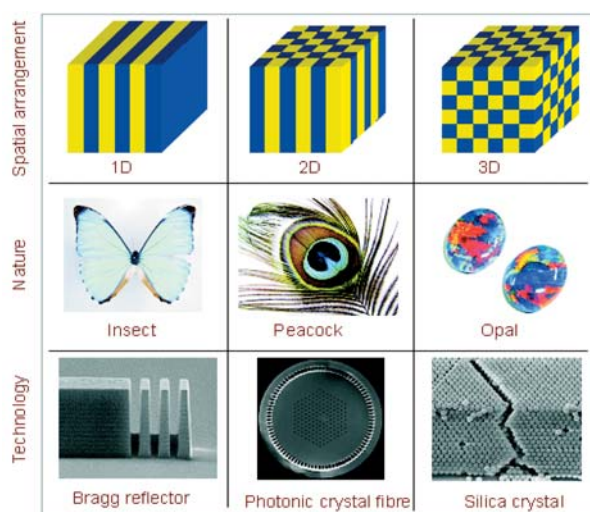 Spatial arrangement
1D
2D
3D
Nature
Insect
Peacock
Opal
Technology
Bragg reflector
Photonic crystal fibre
Silica crystal